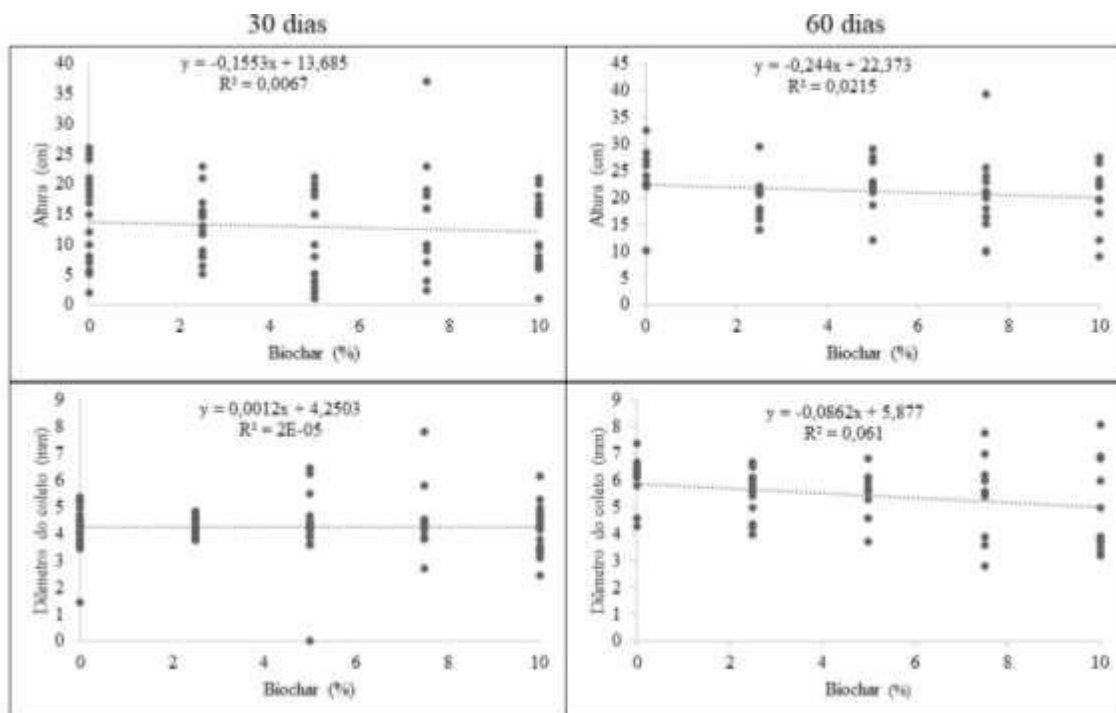 30 dias
60 dias
y = -0,1553x + 13,685
R² = 0,0067
Altura (cm)
40
35
30
25
20
15
10
5
0
0 2 4 6 8 10
Biochar (%)
y = -0,244x + 22,373
R² = 0,0215
Altura (cm)
45
40
35
30
25
20
15
10
5
0
0 2 4 6 8 10
Biochar (%)
y = 0,0012x + 4,2503
R² = 2E-05
Diâmetro do coleto (mm)
9
8
7
6
5
4
3
2
1
0
0 2 4 6 8 10
Biochar (%)
y = -0,0862x + 5,877
R² = 0,061
Diâmetro do coleto (mm)
9
8
7
6
5
4
3
2
1
0
0 2 4 6 8 10
Biochar (%)